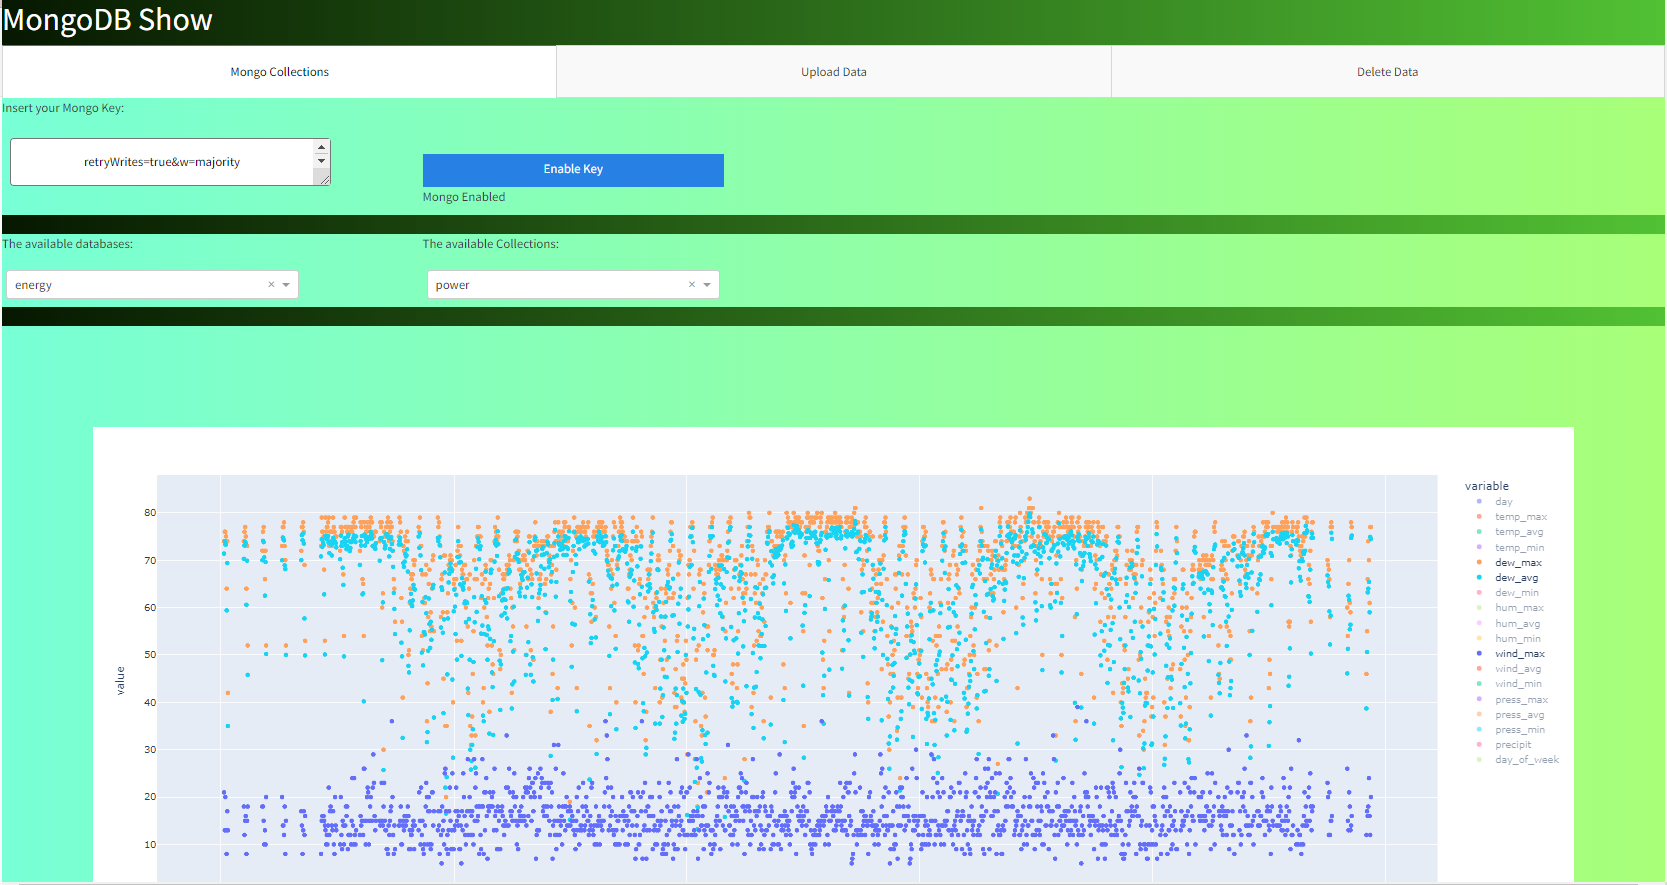 MongoDB Show
Mongo Collections
Upload Data
Delete Data
Insert your Mongo Key:
retryWrites=true&w=majority
Enable Key
Mongo Enabled
The available databases:
The available Collections:
energy
power
variable
day
temp_max
temp_avg
temp_min
dew_max
dew_avg
dew_min
hum_max
hum_avg
hum_min
wind_max
wind_avg
wind_min
press_max
press_avg
press_min
precipit
day_of_week
80
70
60
50
40
30
20
10
value